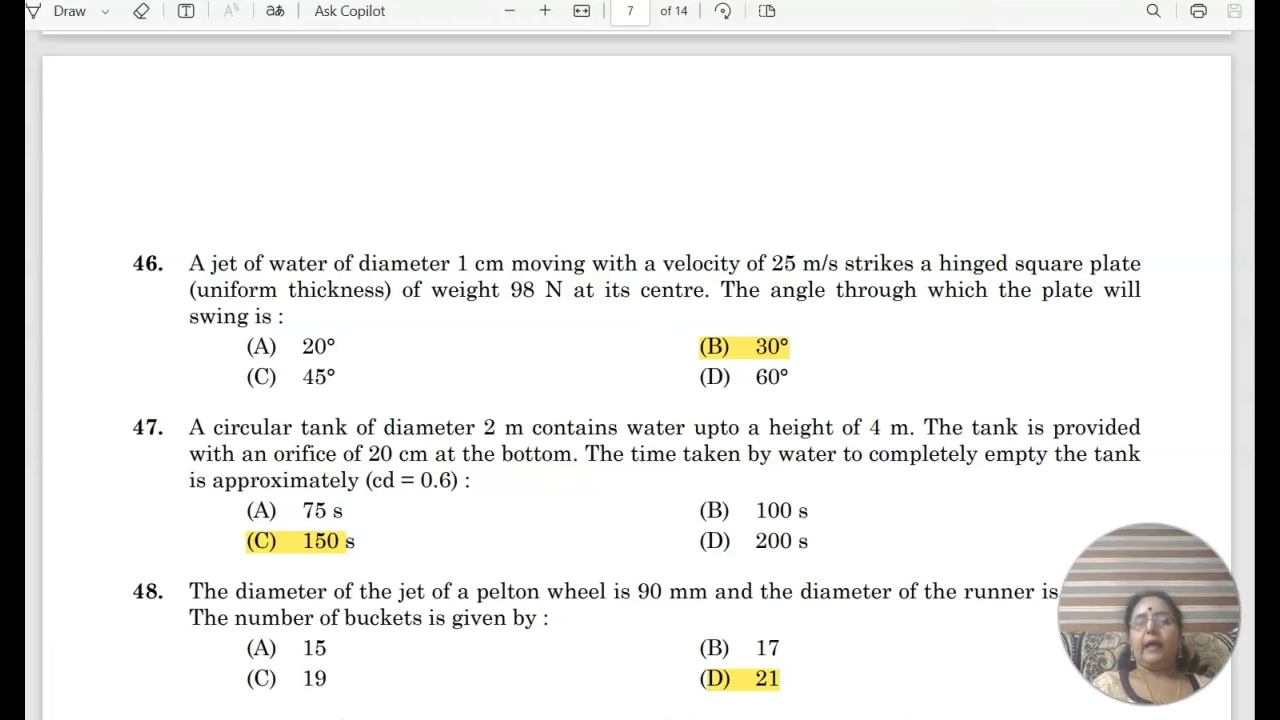 Draw
Ask Copilot
7 of 14
46. A jet of water of diameter 1 cm moving with a velocity of 25 m/s strikes a hinged square plate
(uniform thickness) of weight 98 N at its centre. The angle through which the plate will
swing is :
(A) 20° (B) 30°
(C) 45° (D) 60°
47. A circular tank of diameter 2 m contains water upto a height of 4 m. The tank is provided
with an orifice of 20 cm at the bottom. The time taken by water to completely empty the tank
is approximately (cd = 0.6) :
(A) 75 s (B) 100 s
(C) 150 s (D) 200 s
48. The diameter of the jet of a pelton wheel is 90 mm and the diameter of the runner is
The number of buckets is given by :
(A) 15 (B) 17
(C) 19 (D) 21